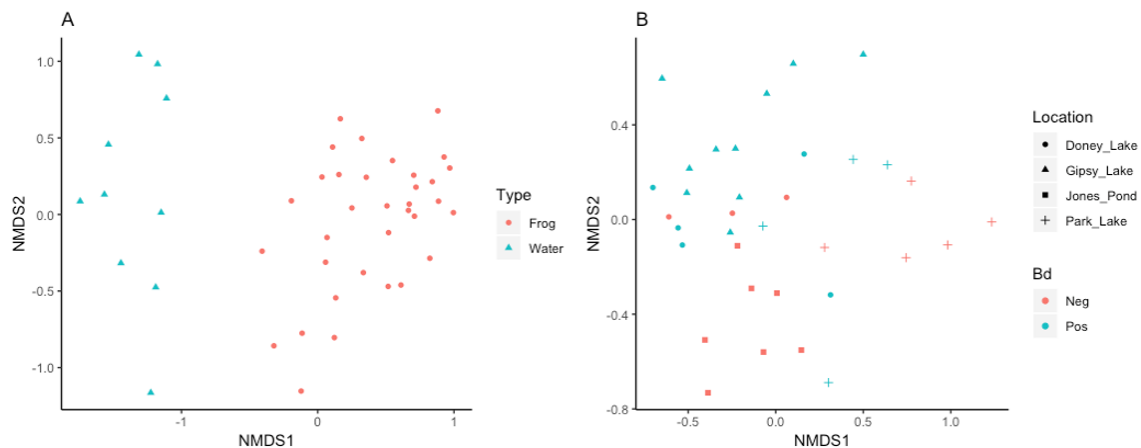 A
1.0
0.5
0.0
-0.5
-1.0
NMDS2
-1
0
1
NMDS1
Type
Frog
Water
B
0.4
0.0
-0.4
-0.8
NMDS2
-0.5
0.0
0.5
1.0
NMDS1
Location
Doney_Lake
Gipsy_Lake
Jones_Pond
Park_Lake
Bd
Neg
Pos